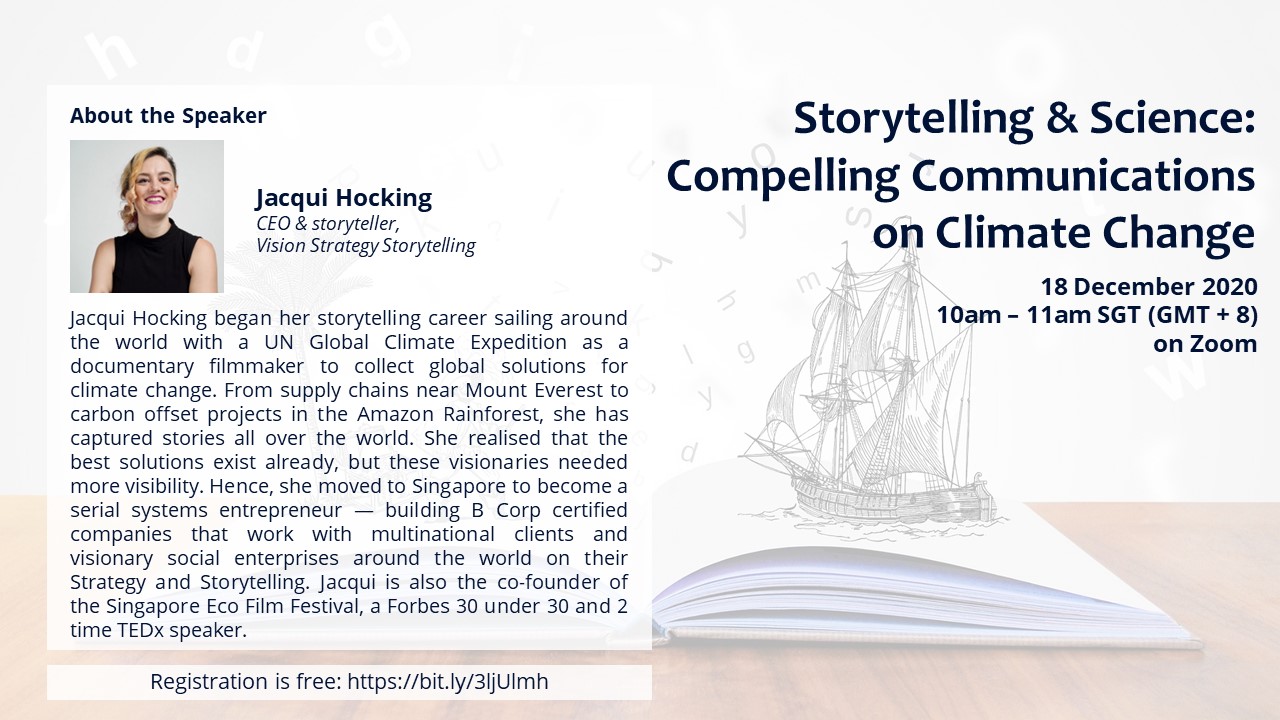 About the Speaker
Jacqui Hocking
CEO & storyteller,
Vision Strategy Storytelling
Jacqui Hocking began her storytelling career sailing around
the world with a UN Global Climate Expedition as a
documentary filmmaker to collect global solutions for
climate change. From supply chains near Mount Everest to
carbon offset projects in the Amazon Rainforest, she has
captured stories all over the world. She realised that the
best solutions exist already, but these visionaries needed
more visibility. Hence, she moved to Singapore to become a
serial systems entrepreneur — building B Corp certified
companies that work with multinational clients and
visionary social enterprises around the world on their
Strategy and Storytelling. Jacqui is also the co-founder of
the Singapore Eco Film Festival, a Forbes 30 under 30 and 2
time TEDx speaker.
Registration is free: https://bit.ly/3ljUlmh
Storytelling & Science:
Compelling Communications
on Climate Change
18 December 2020
10am – 11am SGT (GMT + 8)
on Zoom